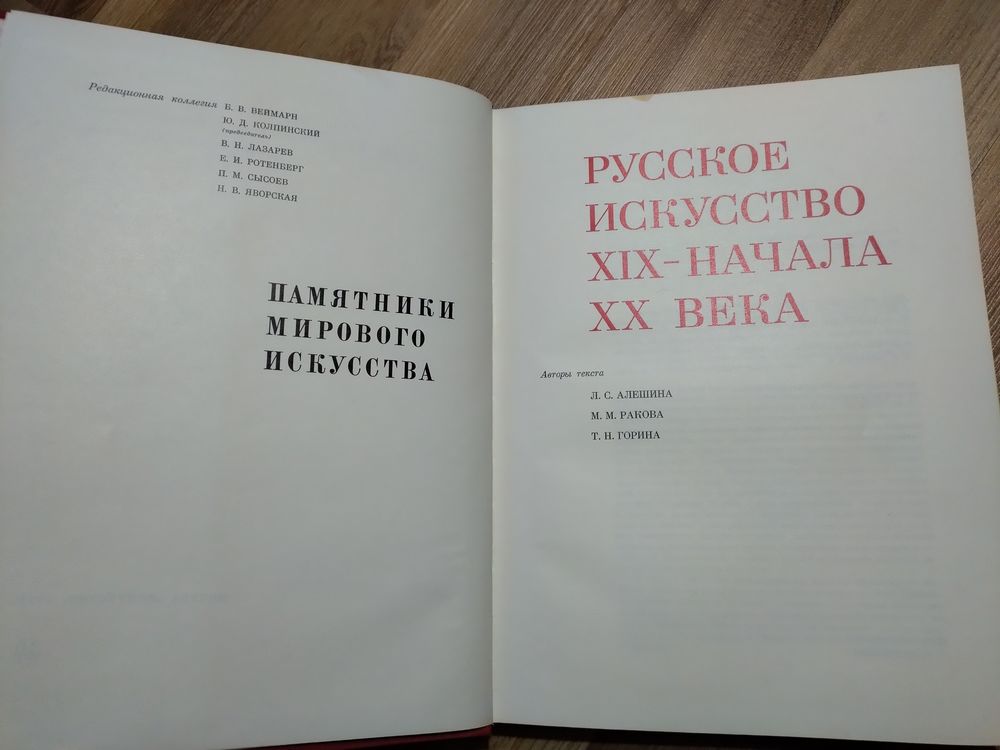 Редакционная коллегия Б. В. ВЕЙМАРН
Ю. Д. КОЛПИНСКИЙ
(председатель)
В. Н. ЛАЗАРЕВ
Е. И. РОТЕНБЕРГ
П. М. СЫСОЕВ
Н. В. ЯВОРСКАЯ
ПАМЯТНИКИ
МИРОВОГО
ИСКУССТВА
РУССКОЕ
ИСКУССТВО
XIX–НАЧАЛА
XX ВЕКА
Авторы текста
Л. С. АЛЕШИНА
М. М. РАКОВА
Т. Н. ГОРИНА